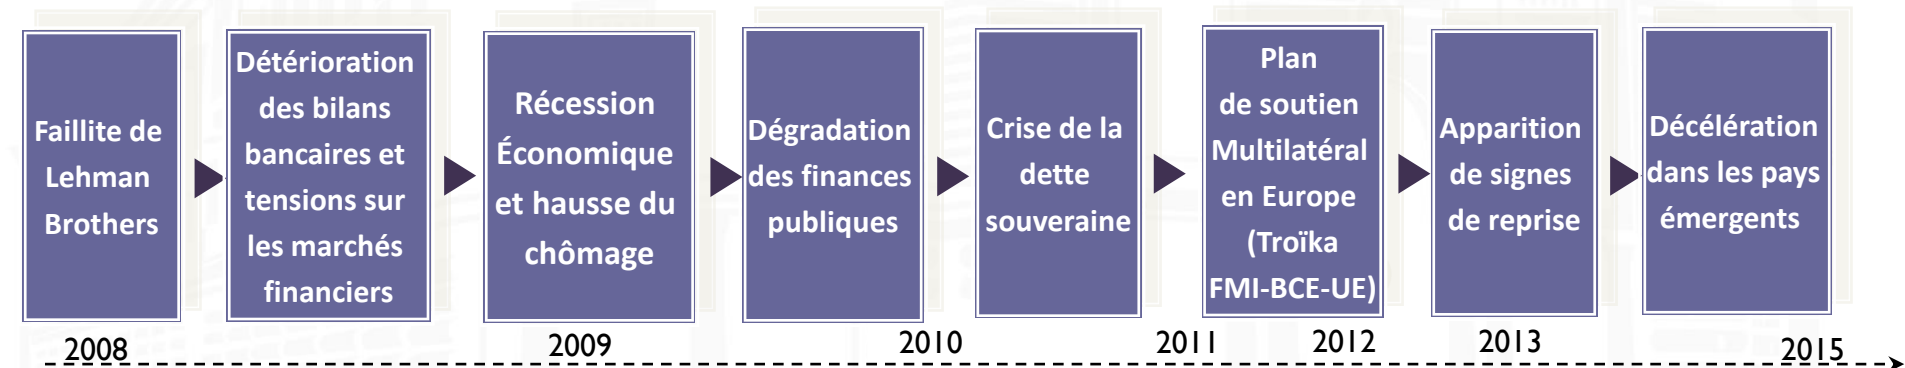 Faillite de
Lehman
Brothers
Détérioration
des bilans
bancaires et
tensions sur
les marchés
financiers
Récession
Économique
et hausse du
chômage
Dégradation
des finances
publiques
Crise de la
dette
souveraine
Plan
de soutien
Multilatéral
en Europe
(Troïka
FMI-BCE-UE)
Apparition
de signes
de reprise
Décélération
dans les pays
émergents
2008
2009
2010
2011
2012
2013
2015